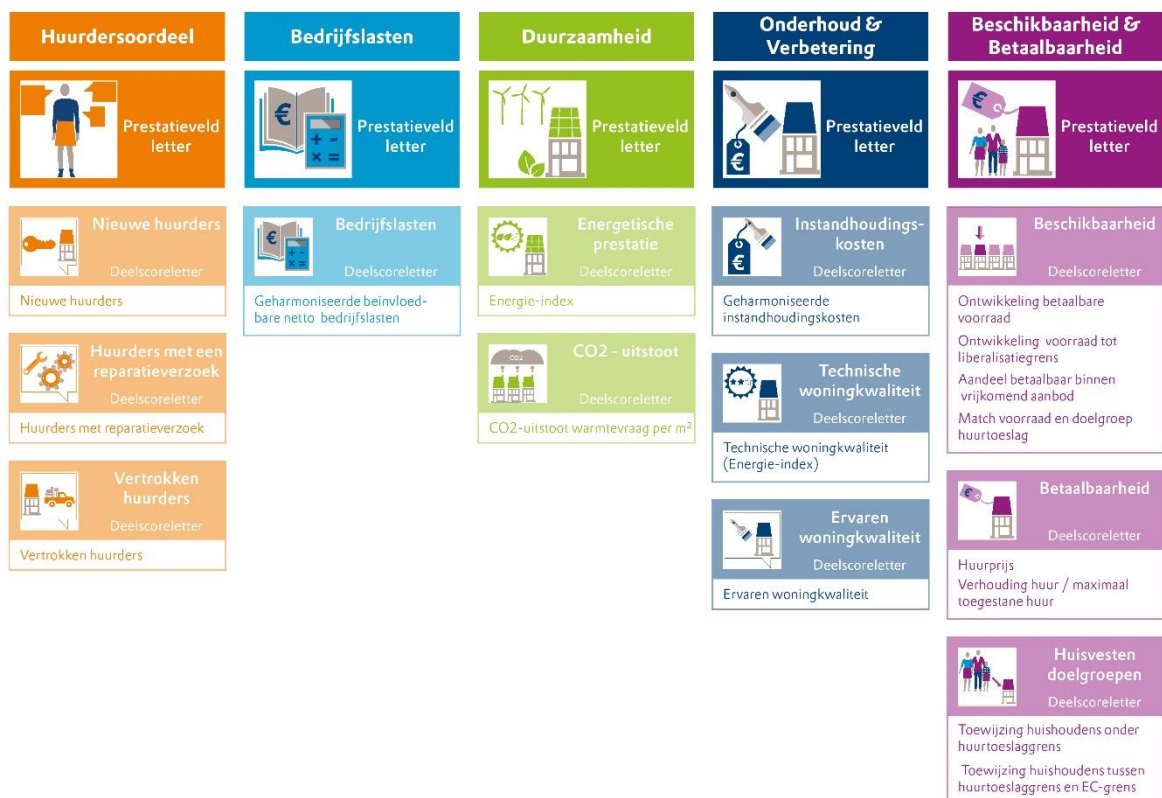 Huurdersoordeel
Prestatieveld
letter
Nieuwe huurders
Deelscoreletter
Nieuwe huurders
Huurders met een
reparatieverzoek
Deelscoreletter
Huurders met reparatieverzoek
Vertrokken
huurders
Deelscoreletter
Vertrokken huurders
Bedrijfslasten
€
+ -
× =
Prestatieveld
letter
€
+ -
× =
Bedrijfslasten
Deelscoreletter
Geharmoniseerde beïnvloed-
bare netto bedrijfslasten
Duurzaamheid
Prestatieveld
letter
Energetische
prestatie
Deelscoreletter
Energie-index
CO2
CO2 - uitstoot
Deelscoreletter
CO2-uitstoot warmtevraag per m²
Onderhoud &
Verbetering
€
Prestatieveld
letter
€
Instandhoudings-
kosten
Deelscoreletter
Geharmoniseerde
instandhoudingskosten
Technische
woningkwaliteit
Deelscoreletter
Technische woningkwaliteit
(Energie-index)
Ervaren
woningkwaliteit
Deelscoreletter
Ervaren woningkwaliteit
Beschikbaarheid &
Betaalbaarheid
€
Prestatieveld
letter
Beschikbaarheid
Deelscoreletter
Ontwikkeling betaalbare
voorraad
Ontwikkeling voorraad tot
liberalisatiegrens
Aandeel betaalbaar binnen
vrijkomend aanbod
Match voorraad en doelgroep
huurtoeslag
€
Betaalbaarheid
Deelscoreletter
Huurprijs
Verhouding huur / maximaal
toegestane huur
Huisvesten
doelgroepen
Deelscoreletter
Toewijzing huishoudens onder
huurtoeslaggrens
Toewijzing huishoudens tussen
huurtoeslaggrens en EC-grens